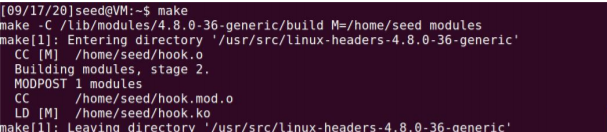 [09/17/20]seed@VM:~$ make
make -C /lib/modules/4.8.0-36-generic/build M=/home/seed modules
make[1]: Entering directory '/usr/src/linux-headers-4.8.0-36-generic'
  CC [M]  /home/seed/hook.o
  Building modules, stage 2.
  MODPOST 1 modules
  CC      /home/seed/hook.mod.o
  LD [M]  /home/seed/hook.ko
make[1]: Leaving directory '/usr/src/linux-headers-4.8.0-36-generic'